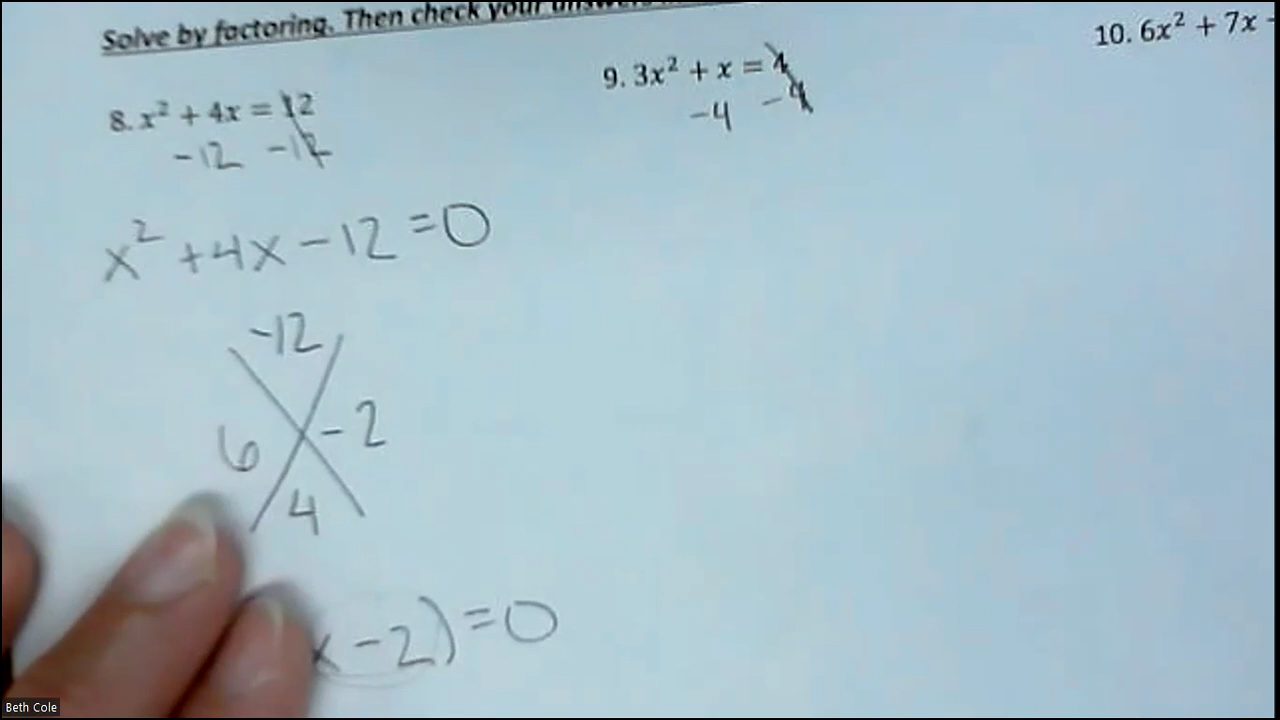 Solve by factoring. Then check your answers
8. x² + 4x = 12
-12 -12
x² + 4x - 12 = 0
-12
6 -2
4
x - 2) = 0
9. 3x² + x = 4
-4 -4
10. 6x² + 7x -
Beth Cole